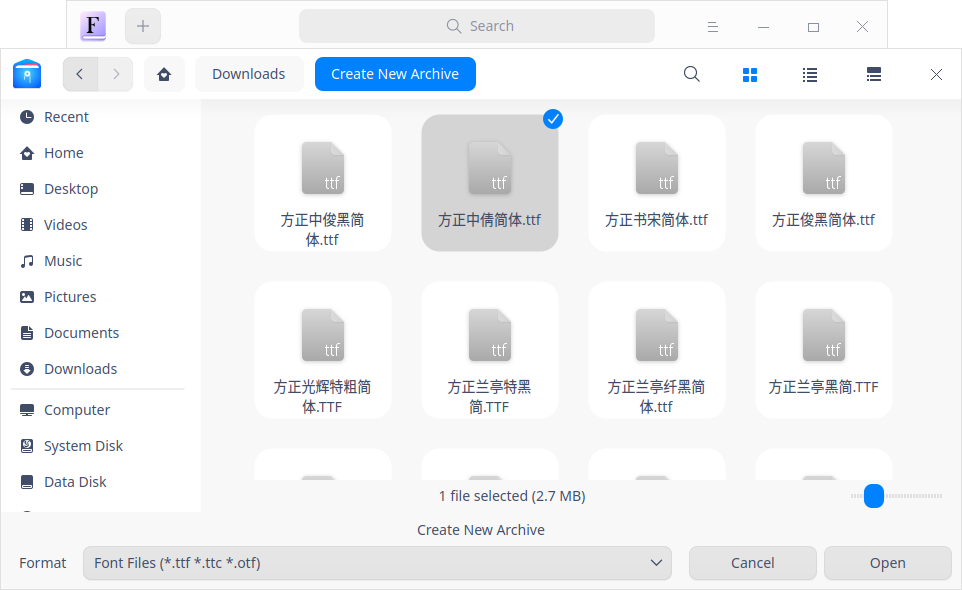 F
Search
Downloads
Create New Archive
Recent
Home
Desktop
Videos
Music
Pictures
Documents
Downloads
Computer
System Disk
Data Disk
ttf
方正中俊黑简
体.ttf
ttf
方正中倩简体.ttf
ttf
方正书宋简体.ttf
ttf
方正俊黑简体.ttf
ttf
方正光辉特粗简
体.TTF
ttf
方正兰亭特黑
简.TTF
ttf
方正兰亭纤黑简
体.ttf
ttf
方正兰亭黑简.TTF
1 file selected (2.7 MB)
Create New Archive
Format
Font Files (*.ttf *.ttc *.otf)
Cancel
Open